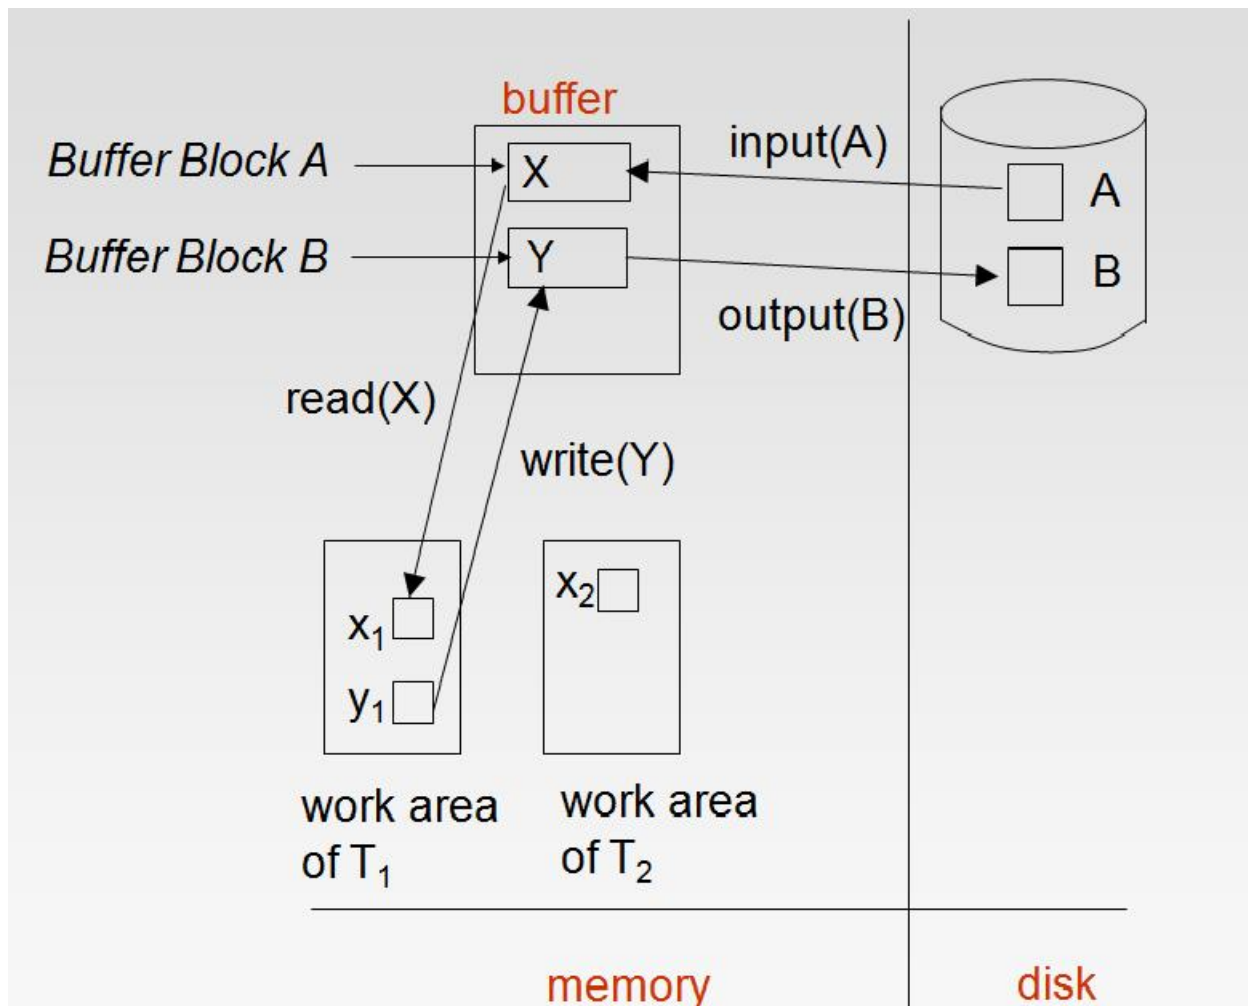 buffer
Buffer Block A
X
input(A)
A
Buffer Block B
Y
output(B)
B
read(X)
write(Y)
x₁
y₁
x₂
work area
of T₁
work area
of T₂
memory
disk